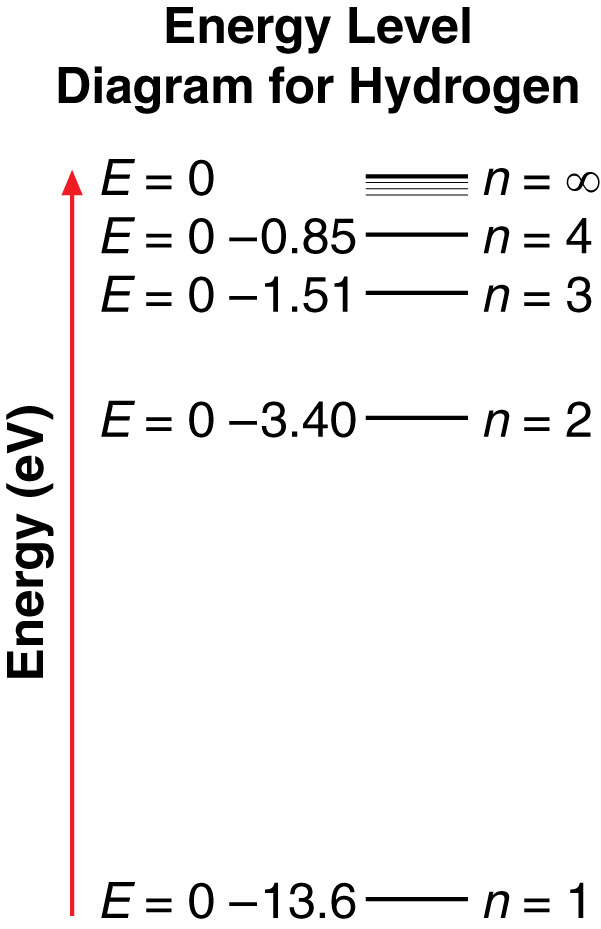 Energy Level
Diagram for Hydrogen
E = 0 n = ∞
E = 0 –0.85 n = 4
E = 0 –1.51 n = 3
E = 0 –3.40 n = 2
Energy (eV)
E = 0 –13.6 n = 1